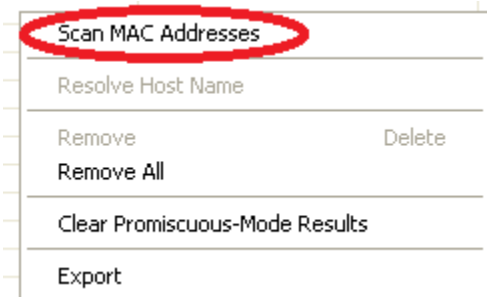 Scan MAC Addresses
Resolve Host Name
Remove Delete
Remove All
Clear Promiscuous-Mode Results
Export